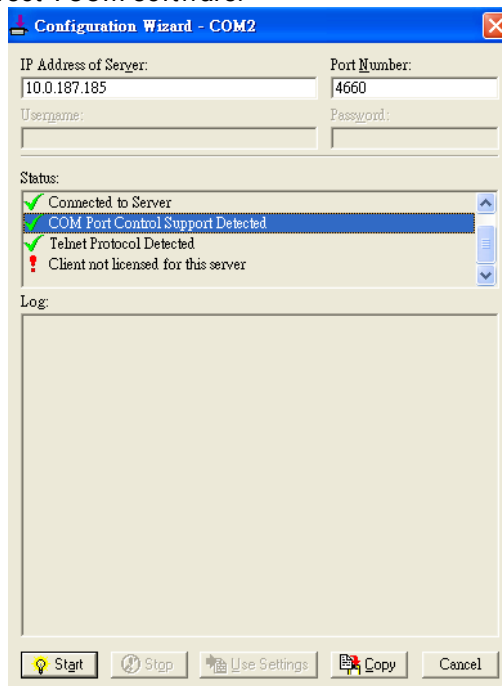 Configuration Wizard - COM2
IP Address of Server: Port Number:
10.0.187.185 4660
Username: Password:
Status:
Connected to Server
COM Port Control Support Detected
Telnet Protocol Detected
Client not licensed for this server
Log:
Start Stop Use Settings Copy Cancel